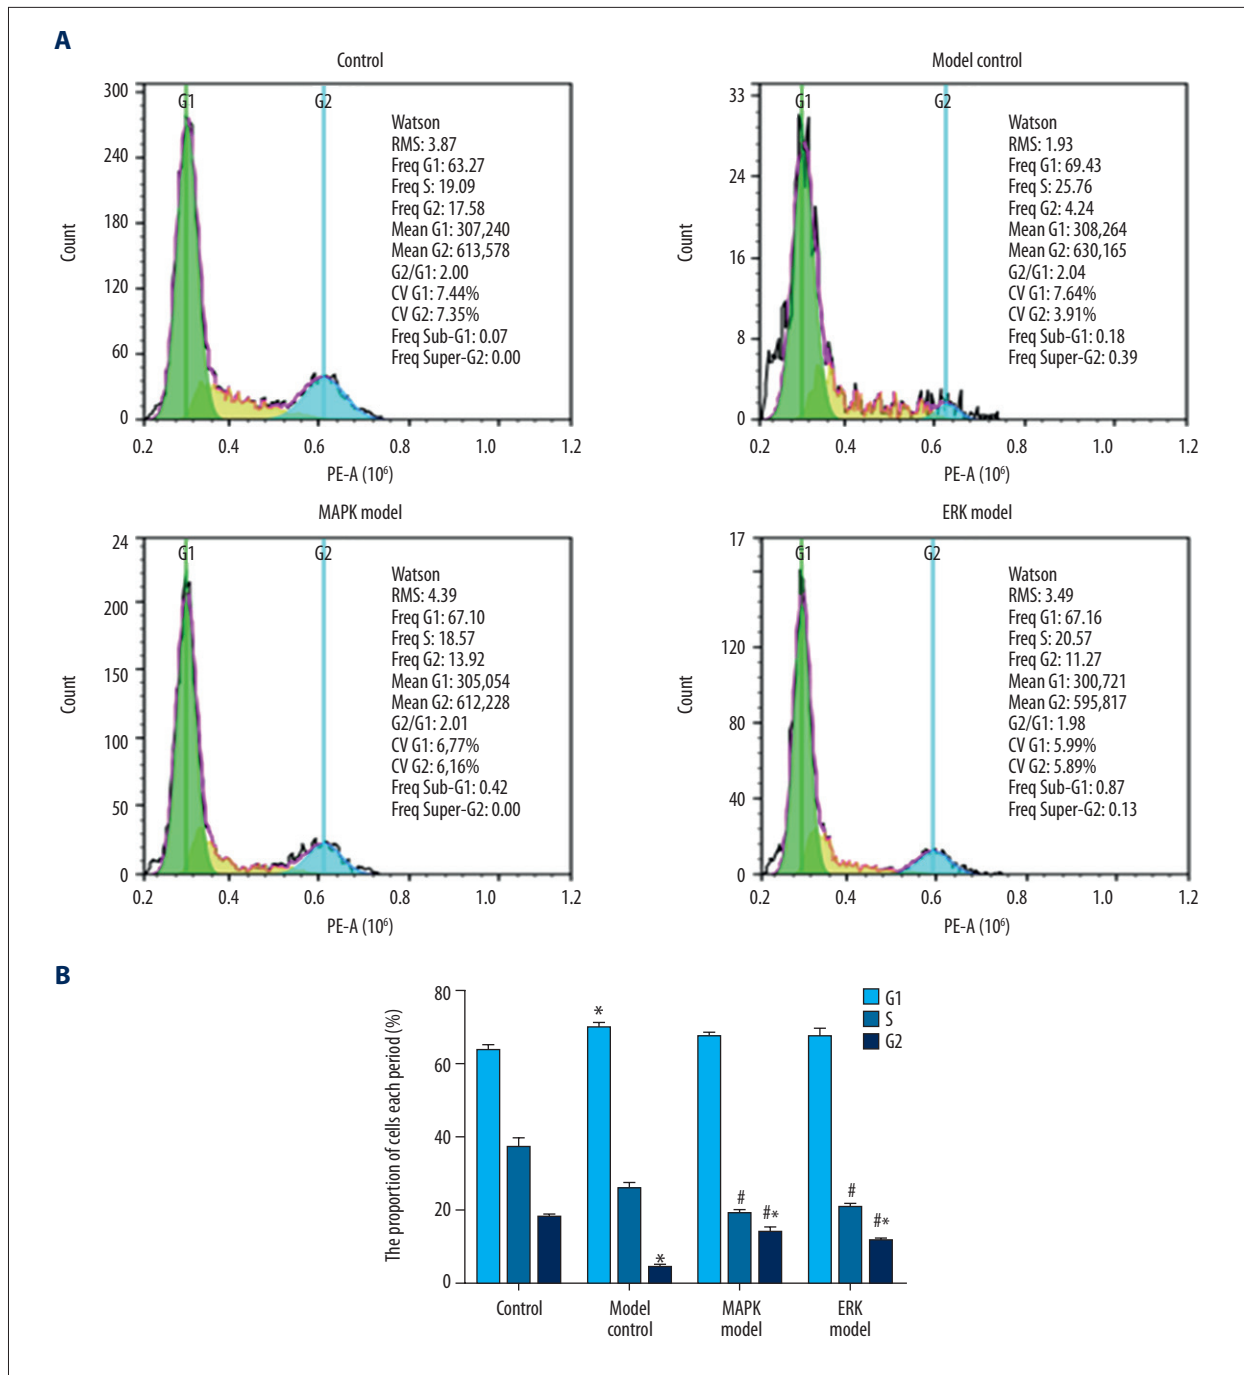 A
Control
300
240
180
120
60
0
Count
G1
G2
Watson
RMS: 3.87
Freq G1: 63.27
Freq S: 19.09
Freq G2: 17.58
Mean G1: 307,240
Mean G2: 613,578
G2/G1: 2.00
CV G1: 7.44%
CV G2: 7.35%
Freq Sub-G1: 0.07
Freq Super-G2: 0.00
0.2 0.4 0.6 0.8 1.0 1.2
PE-A (10⁶)
Model control
33
24
16
8
0
Count
G1
G2
Watson
RMS: 1.93
Freq G1: 69.43
Freq S: 25.76
Freq G2: 4.24
Mean G1: 308,264
Mean G2: 630,165
G2/G1: 2.04
CV G1: 7.64%
CV G2: 3.91%
Freq Sub-G1: 0.18
Freq Super-G2: 0.39
0.2 0.4 0.6 0.8 1.0 1.2
PE-A (10⁶)
MAPK model
24
200
150
100
50
0
Count
G1
G2
Watson
RMS: 4.39
Freq G1: 67.10
Freq S: 18.57
Freq G2: 13.92
Mean G1: 305,054
Mean G2: 612,228
G2/G1: 2.01
CV G1: 6,77%
CV G2: 6,16%
Freq Sub-G1: 0.42
Freq Super-G2: 0.00
0.2 0.4 0.6 0.8 1.0 1.2
PE-A (10⁶)
ERK model
17
120
80
40
0
Count
G1
G2
Watson
RMS: 3.49
Freq G1: 67.16
Freq S: 20.57
Freq G2: 11.27
Mean G1: 300,721
Mean G2: 595,817
G2/G1: 1.98
CV G1: 5.99%
CV G2: 5.89%
Freq Sub-G1: 0.87
Freq Super-G2: 0.13
0.2 0.4 0.6 0.8 1.0 1.2
PE-A (10⁶)
B
The proportion of cells each period (%)
80
60
40
20
0
*
*
#
#*
#
#*
G1
S
G2
Control
Model
control
MAPK
model
ERK
model